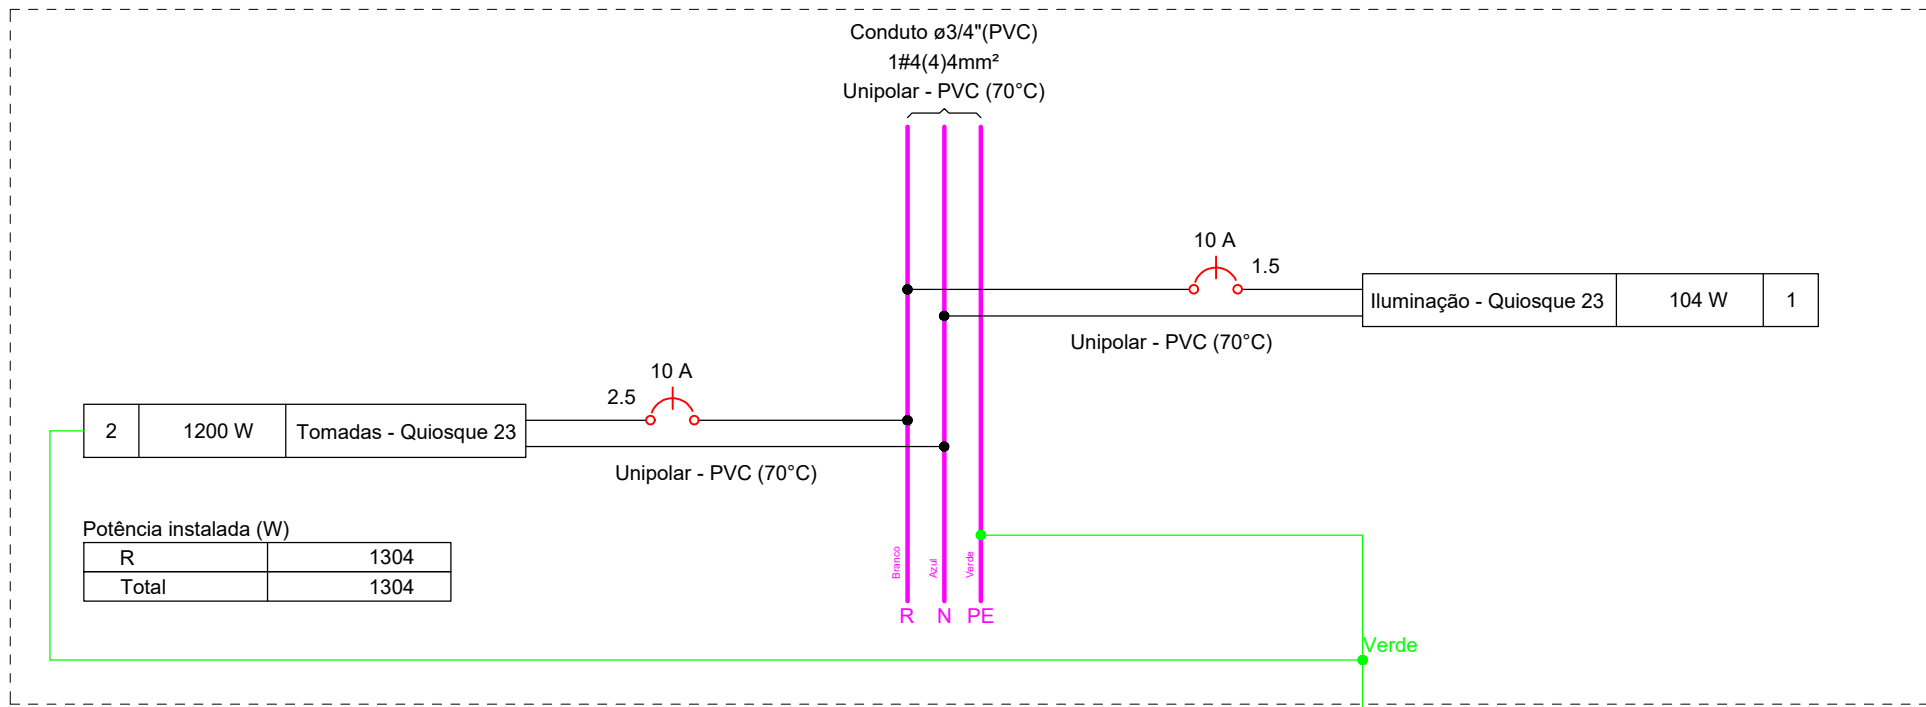 Conduto ø3/4"(PVC)
1#4(4)4mm²
Unipolar - PVC (70°C)
10 A
1.5
Iluminação - Quiosque 23
104 W
1
Unipolar - PVC (70°C)
10 A
2.5
2
1200 W
Tomadas - Quiosque 23
Unipolar - PVC (70°C)
Potência instalada (W)
R 1304
Total 1304
Branco
Azul
Verde
R N PE
Verde